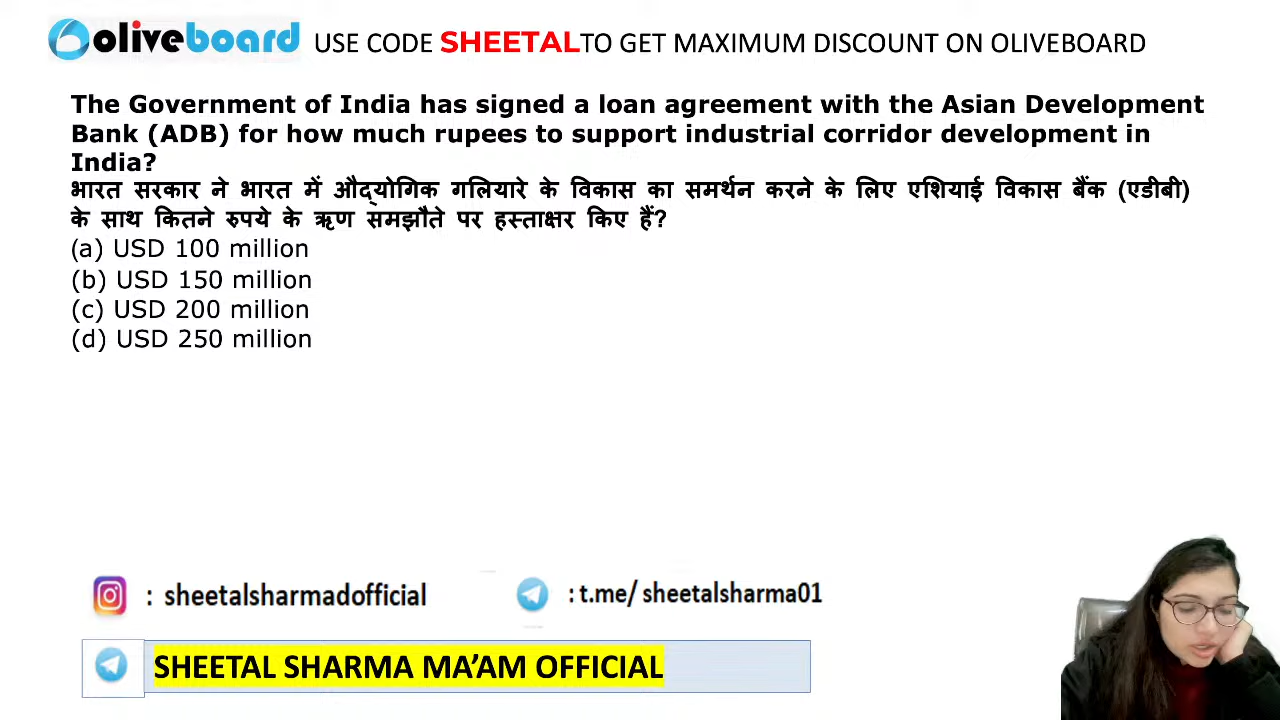 oliveboard USE CODE SHEETAL TO GET MAXIMUM DISCOUNT ON OLIVEBOARD
The Government of India has signed a loan agreement with the Asian Development
Bank (ADB) for how much rupees to support industrial corridor development in
India?
भारत सरकार ने भारत में औद्योगिक गलियारे के विकास का समर्थन करने के लिए एशियाई विकास बैंक (एडीबी)
के साथ कितने रुपये के ऋण समझौते पर हस्ताक्षर किए हैं?
(a) USD 100 million
(b) USD 150 million
(c) USD 200 million
(d) USD 250 million
: sheetalsharmadofficial : t.me/ sheetalsharma01
SHEETAL SHARMA MA’AM OFFICIAL